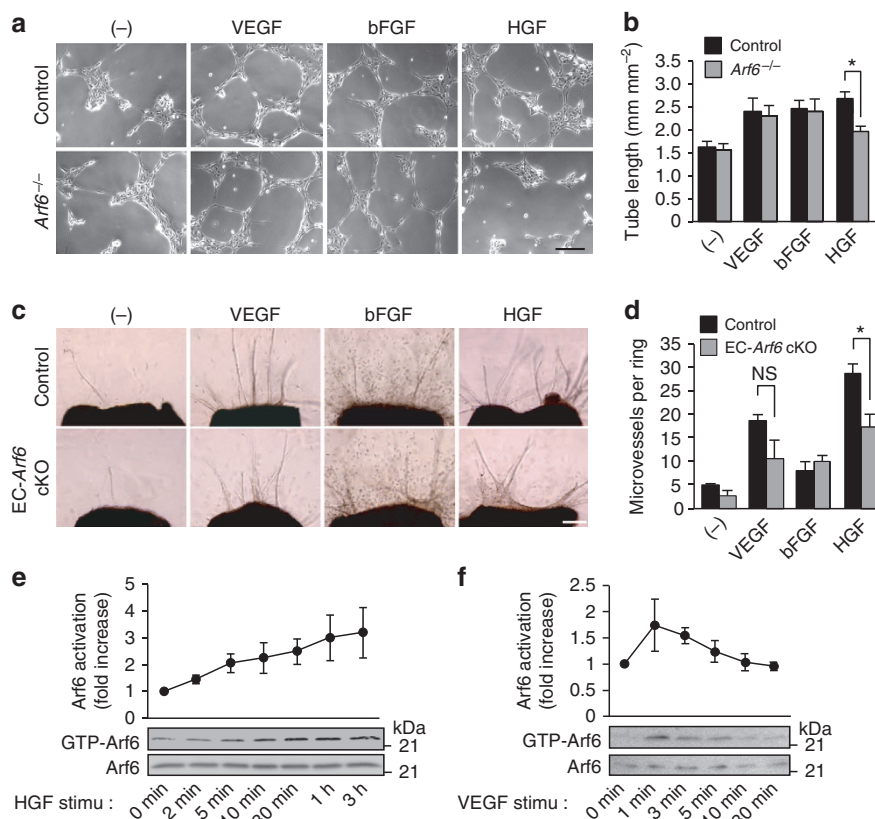 a
(–) VEGF bFGF HGF
Control
Arf6–/–
b
Control
Arf6–/–
Tube length (mm mm–2)
3.5
3.0
2.5
2.0
1.5
1.0
0.5
0
*
(–) VEGF bFGF HGF
c
(–) VEGF bFGF HGF
Control
EC-Arf6
cKO
d
Control
EC-Arf6 cKO
Microvessels per ring
35
30
25
20
15
10
5
0
NS
*
(–) VEGF bFGF HGF
e
Arf6 activation
(fold increase)
5
4
3
2
1
0
kDa
GTP-Arf6
21
Arf6
21
HGF stimu : 0 min 2 min 5 min 10 min 30 min 1 h 3 h
f
Arf6 activation
(fold increase)
2.5
2
1.5
1
0.5
0
kDa
GTP-Arf6
21
Arf6
21
VEGF stimu : 0 min 1 min 3 min 5 min 10 min